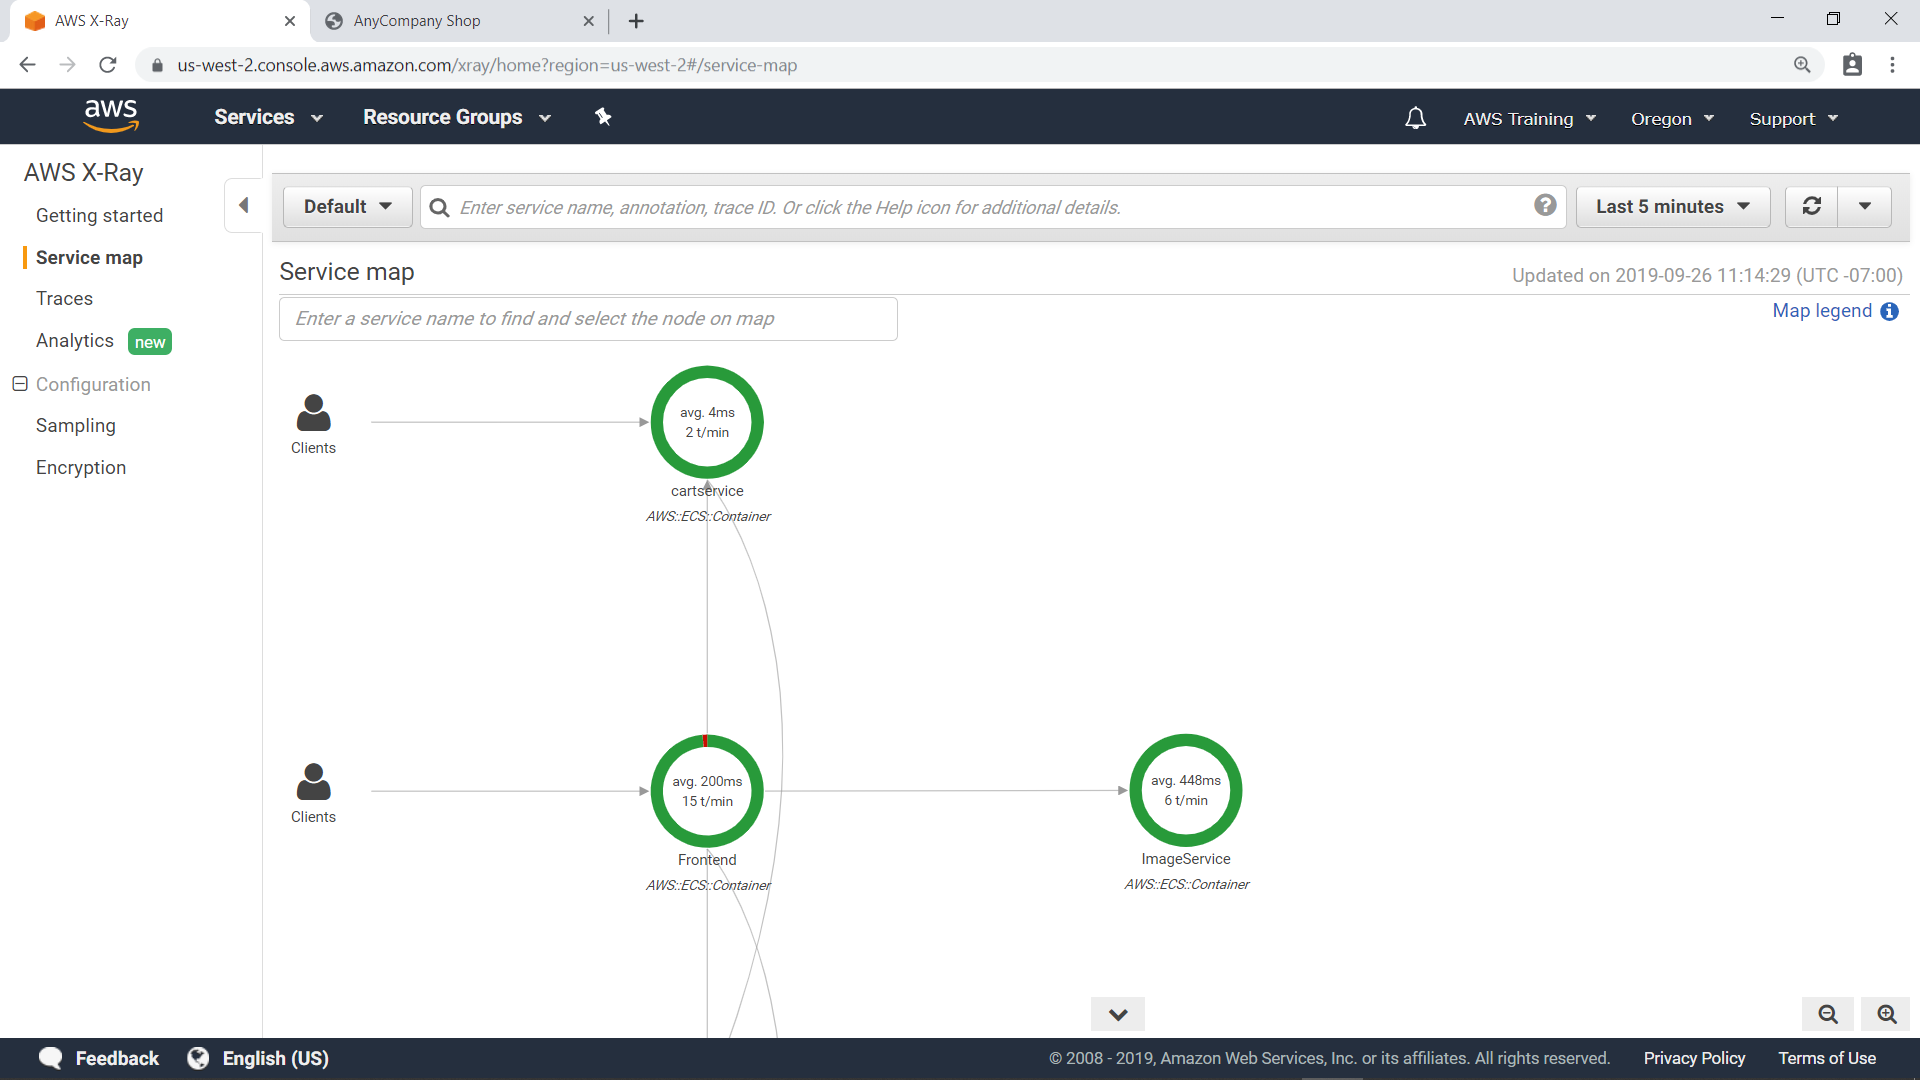 AWS X-Ray
AnyCompany Shop
us-west-2.console.aws.amazon.com/xray/home?region=us-west-2#/service-map
aws
Services
Resource Groups
AWS Training
Oregon
Support
AWS X-Ray
Getting started
Service map
Traces
Analytics new
Configuration
Sampling
Encryption
Default
Enter service name, annotation, trace ID. Or click the Help icon for additional details.
?
Last 5 minutes
Service map
Updated on 2019-09-26 11:14:29 (UTC -07:00)
Enter a service name to find and select the node on map
Map legend i
Clients
avg. 4ms
2 t/min
cartservice
AWS::ECS::Container
Clients
avg. 200ms
15 t/min
Frontend
AWS::ECS::Container
avg. 448ms
6 t/min
ImageService
AWS::ECS::Container
Feedback
English (US)
© 2008 - 2019, Amazon Web Services, Inc. or its affiliates. All rights reserved.
Privacy Policy
Terms of Use